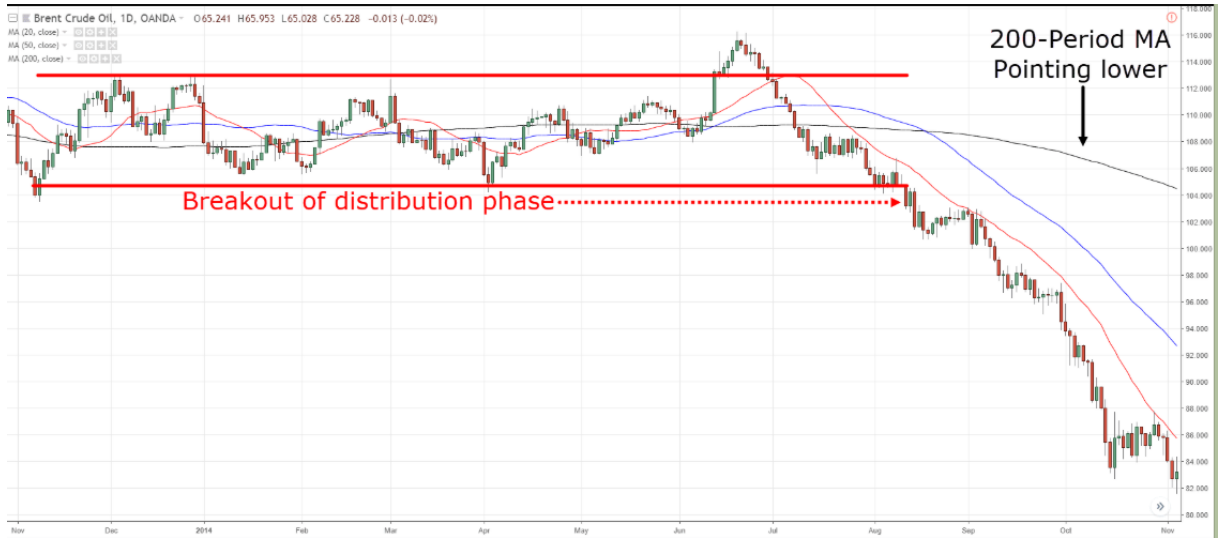 Brent Crude Oil, 1D, OANDA O65.241 H65.953 L65.028 C65.228 -0.013 (-0.02%)
MA (20, close)
MA (50, close)
MA (200, close)
200-Period MA
Pointing lower
Breakout of distribution phase
118.000
116.000
114.000
112.000
110.000
108.000
106.000
104.000
102.000
100.000
98.000
96.000
94.000
92.000
90.000
88.000
86.000
84.000
82.000
80.000
Nov Dec 2014 Feb Mar Apr May Jun Jul Aug Sep Oct Nov